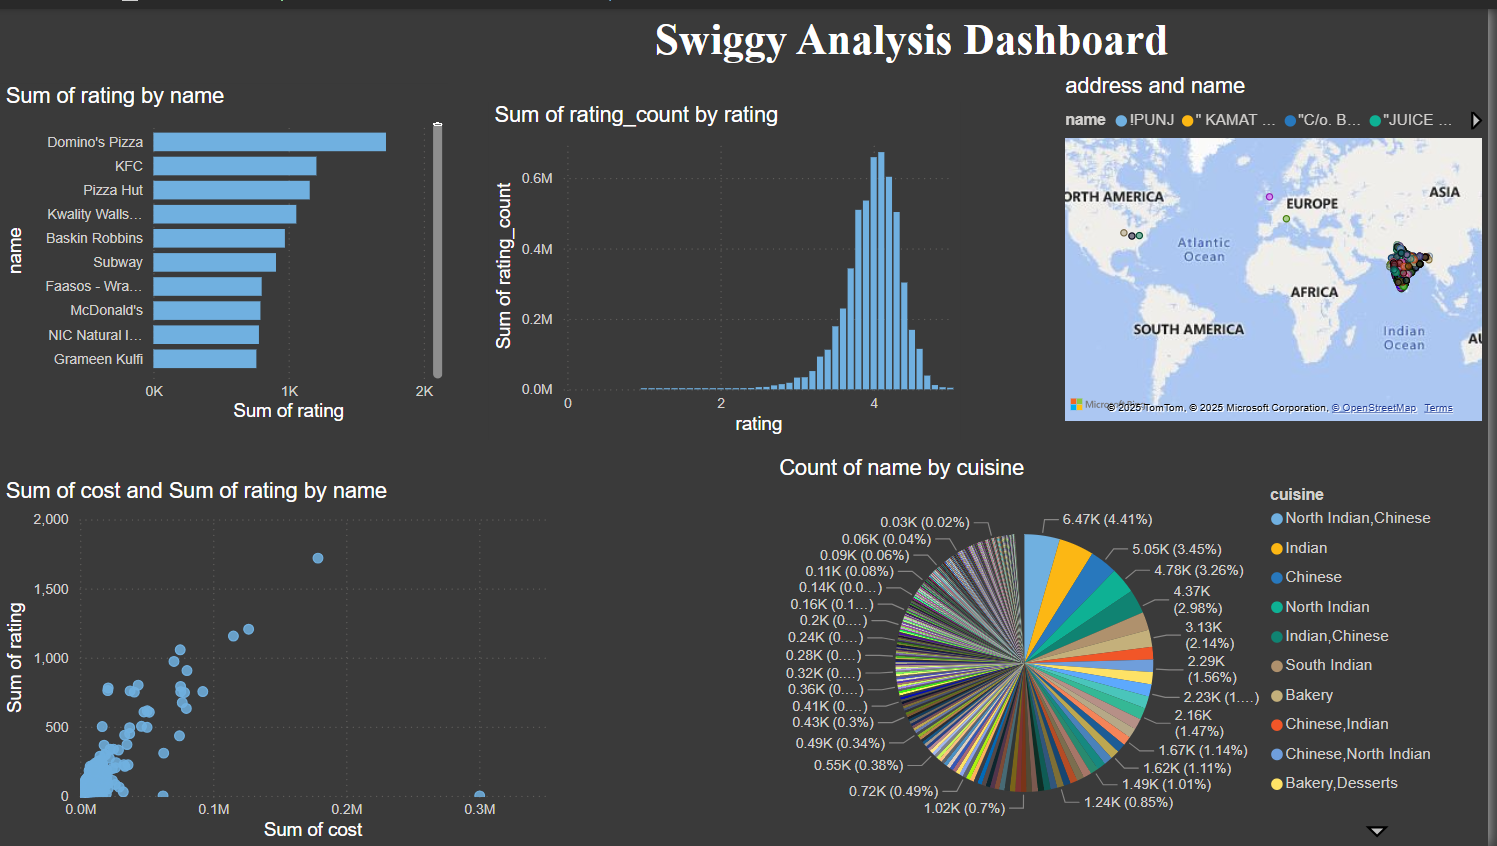 Swiggy Analysis Dashboard
Sum of rating by name
name
Domino's Pizza
KFC
Pizza Hut
Kwality Walls...
Baskin Robbins
Subway
Faasos - Wra...
McDonald's
NIC Natural I...
Grameen Kulfi
0K
1K
2K
Sum of rating
Sum of rating_count by rating
Sum of rating_count
0.6M
0.4M
0.2M
0.0M
0
2
4
rating
address and name
name !PUNJ " KAMAT ... "C/o. B... "JUICE ...
ORTH AMERICA
EUROPE
ASIA
Atlantic
Ocean
AFRICA
SOUTH AMERICA
Indian
Ocean
AU
© 2025 TomTom, © 2025 Microsoft Corporation, © OpenStreetMap Terms
Sum of cost and Sum of rating by name
Sum of rating
2,000
1,500
1,000
500
0
0.0M
0.1M
0.2M
0.3M
Sum of cost
Count of name by cuisine
6.47K (4.41%)
5.05K (3.45%)
4.78K (3.26%)
4.37K
(2.98%)
3.13K
(2.14%)
2.29K
(1.56%)
2.23K (1....)
2.16K
(1.47%)
1.67K (1.14%)
1.62K (1.11%)
1.49K (1.01%)
1.24K (0.85%)
1.02K (0.7%)
0.72K (0.49%)
0.55K (0.38%)
0.49K (0.34%)
0.43K (0.3%)
0.41K (0....)
0.36K (0....)
0.32K (0....)
0.28K (0....)
0.24K (0....)
0.2K (0....)
0.16K (0.1...)
0.14K (0.0...)
0.11K (0.08%)
0.09K (0.06%)
0.06K (0.04%)
0.03K (0.02%)
cuisine
North Indian,Chinese
Indian
Chinese
North Indian
Indian,Chinese
South Indian
Bakery
Chinese,Indian
Chinese,North Indian
Bakery,Desserts